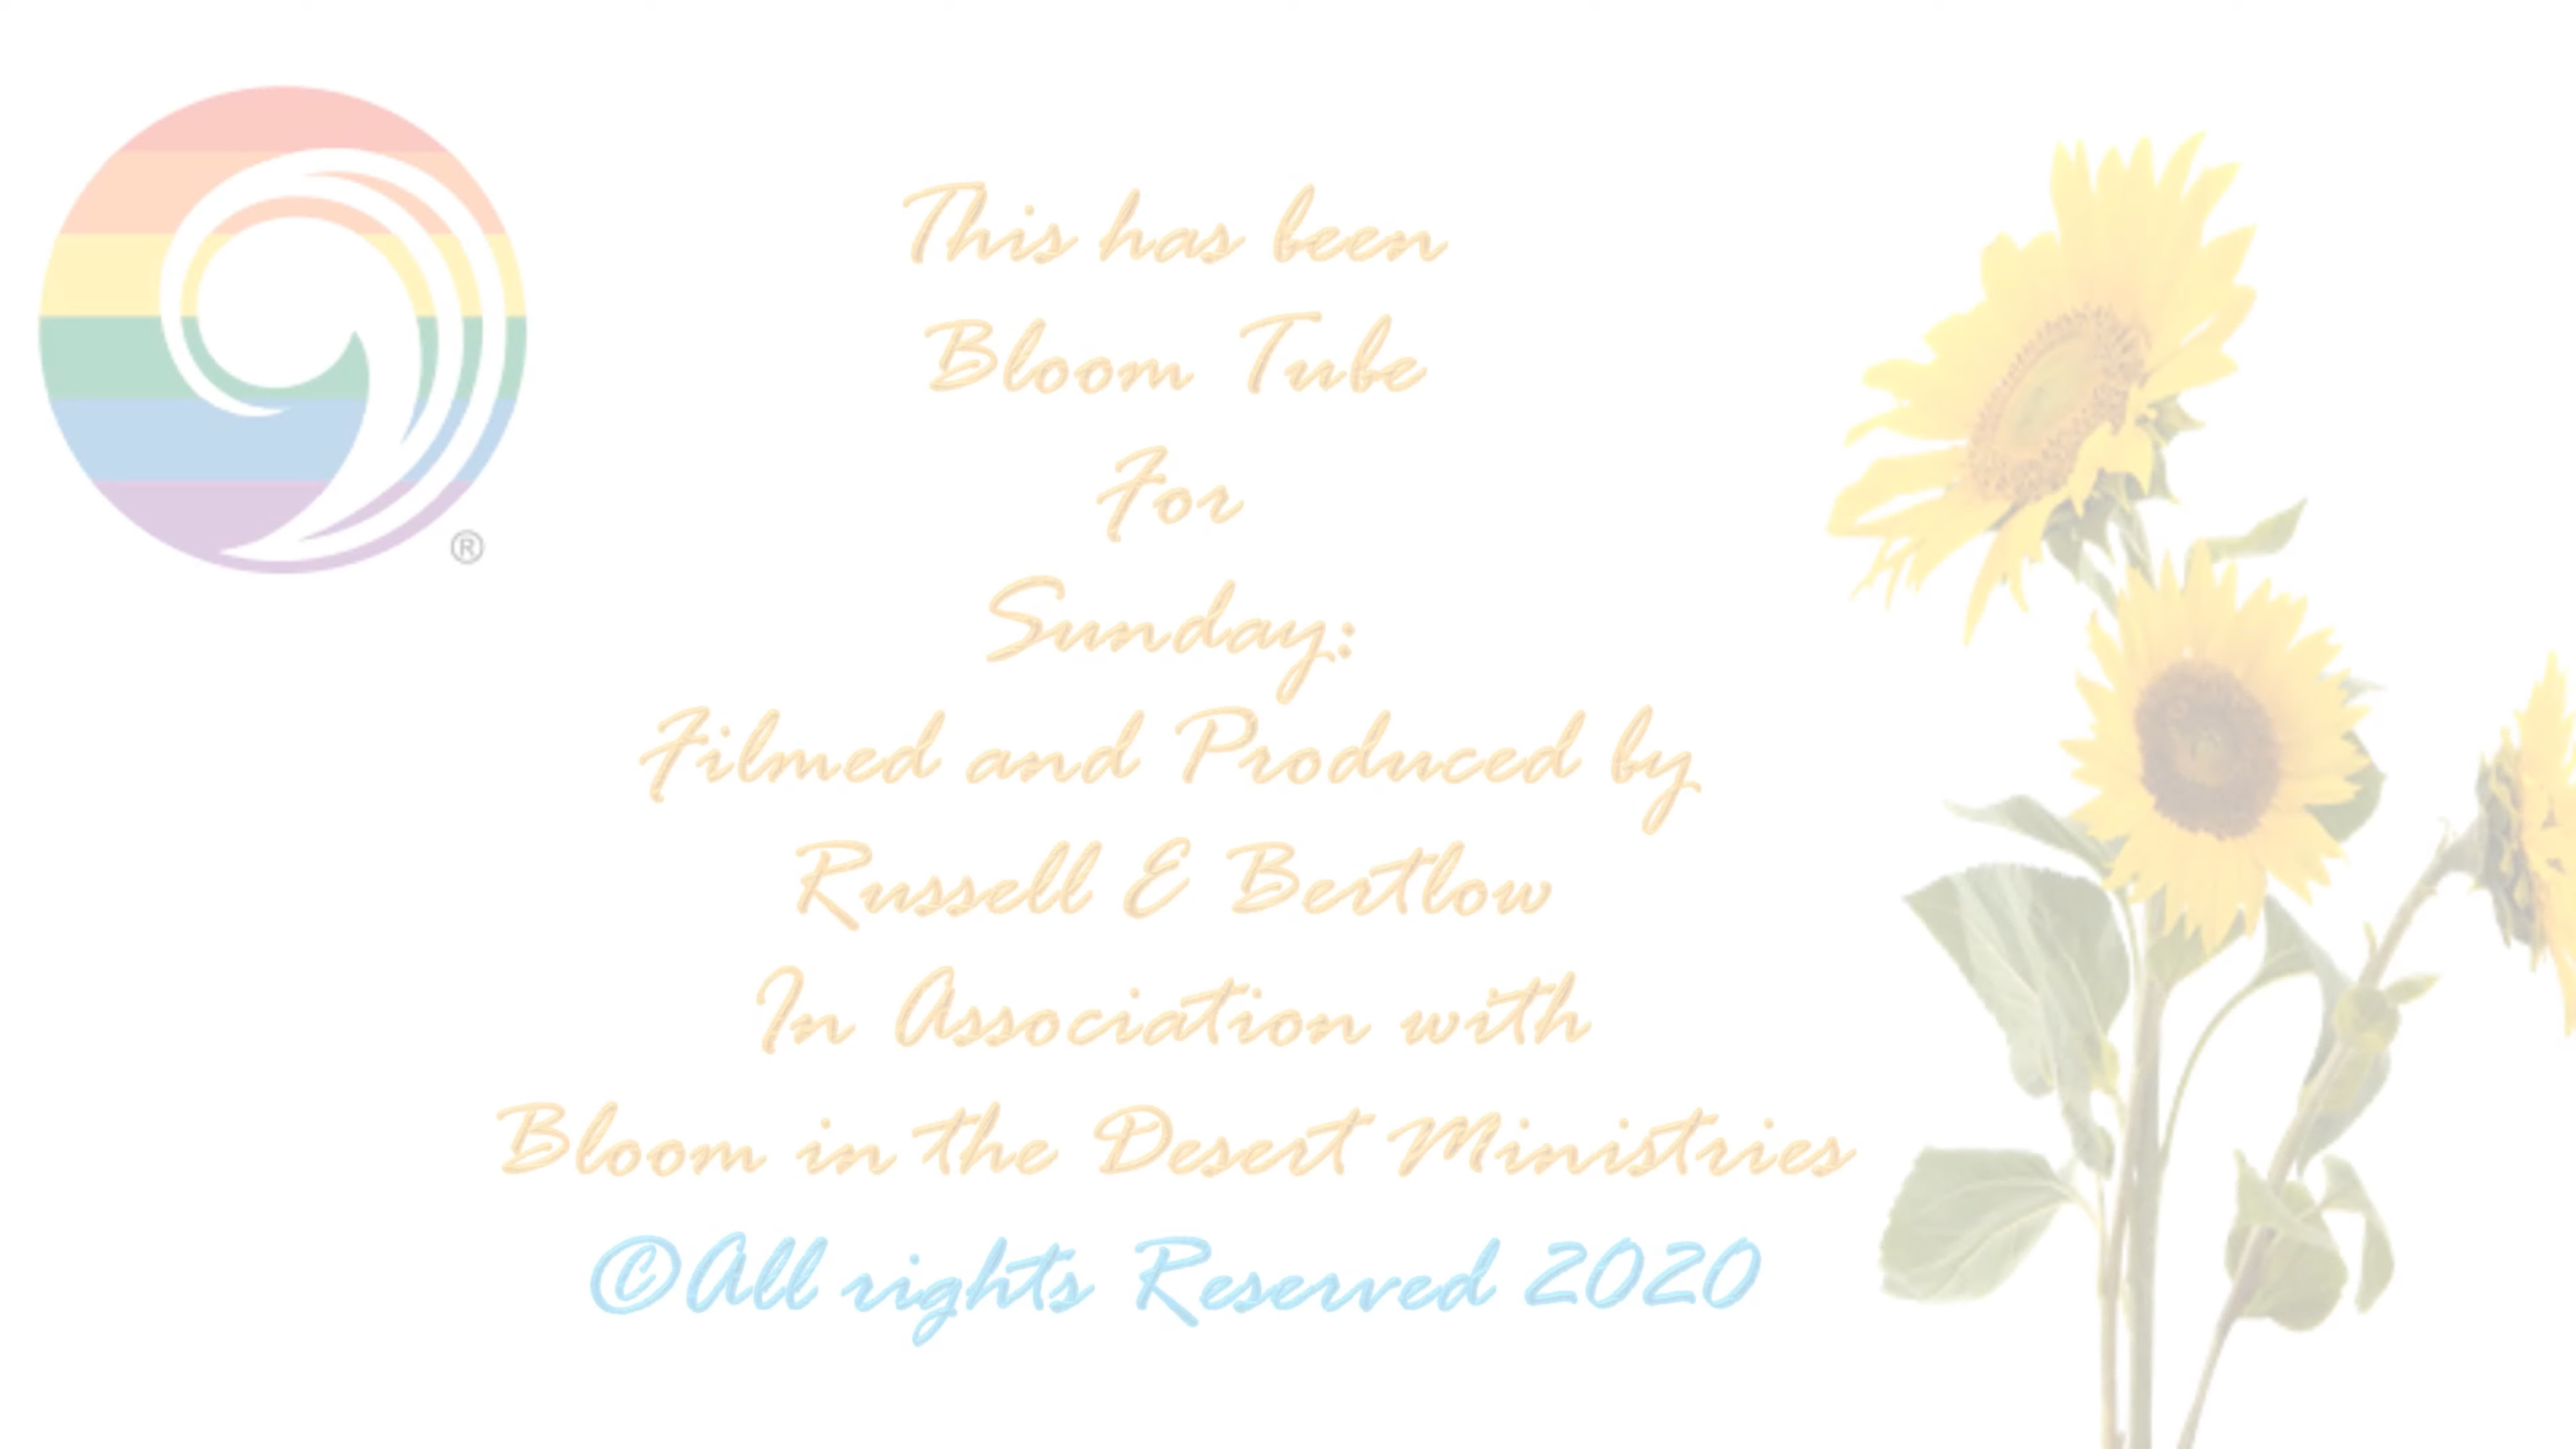 ®
This has been
Bloom Tube
For
Sunday:
Filmed and Produced by
Russell E Bertlow
In Association with
Bloom in the Desert Ministries
©All rights Reserved 2020